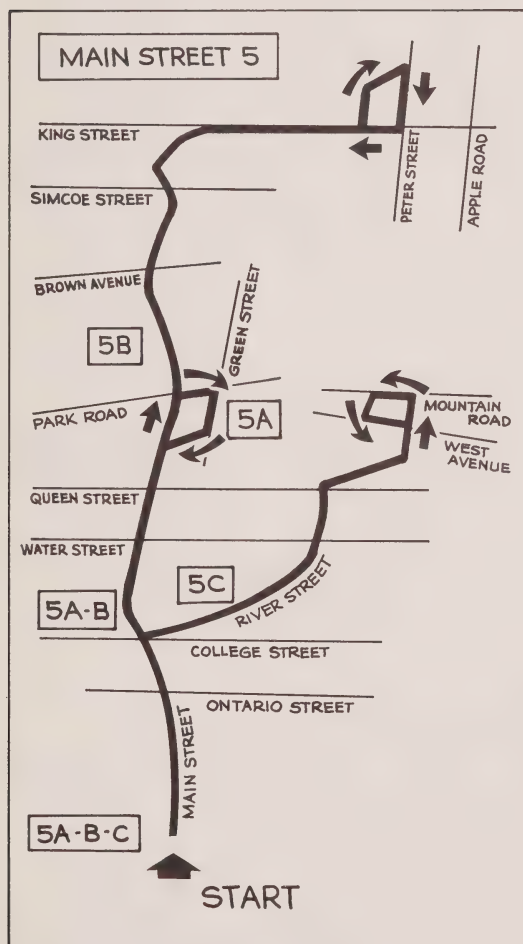 MAIN STREET 5
KING STREET
PETER STREET
APPLE ROAD
SIMCOE STREET
BROWN AVENUE
GREEN STREET
5B
PARK ROAD
5A
MOUNTAIN
ROAD
WEST
AVENUE
QUEEN STREET
WATER STREET
5C
RIVER STREET
5A-B
COLLEGE STREET
ONTARIO STREET
MAIN STREET
5A-B-C
START